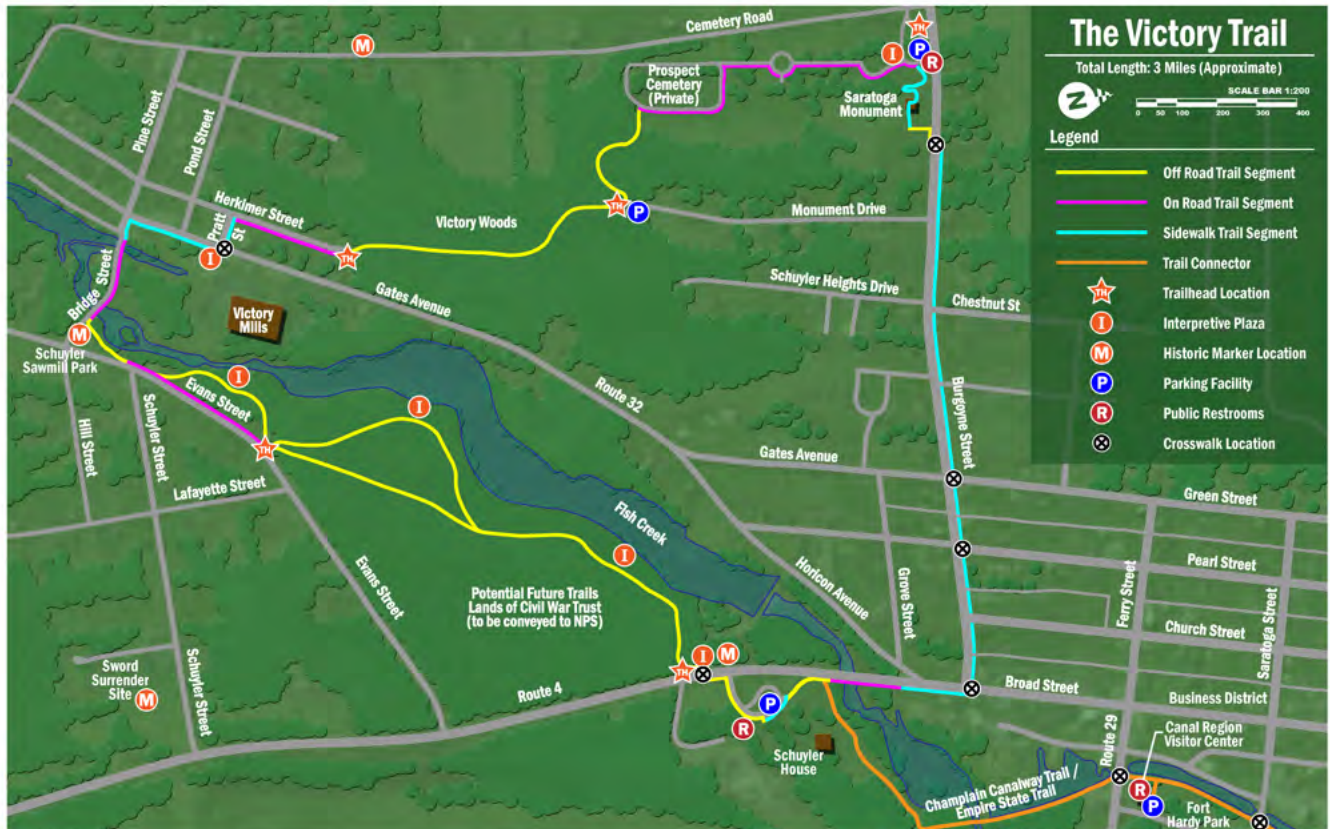 The Victory Trail
Total Length: 3 Miles (Approximate)
N
SCALE BAR 1:200
0 50 100 200 300 400
Legend
Off Road Trail Segment
On Road Trail Segment
Sidewalk Trail Segment
Trail Connector
TH Trailhead Location
I Interpretive Plaza
M Historic Marker Location
P Parking Facility
R Public Restrooms
Crosswalk Location
Cemetery Road
M
TH
I
P
R
Prospect
Cemetery
(Private)
Saratoga
Monument
Pine Street
Pond Street
Herkimer Street
Pratt
St
I
TH
Victory Woods
TH
P
Monument Drive
Schuyler Heights Drive
Chestnut St
Bridge Street
Gates Avenue
Victory
Mills
M
Schuyler
Sawmill Park
I
Evans Street
I
TH
Hill Street
Schuyler Street
Lafayette Street
Route 32
Burgoyne Street
Gates Avenue
Green Street
Fish Creek
I
Horicon Avenue
Grove Street
Pearl Street
Ferry Street
Church Street
Saratoga Street
Evans Street
Potential Future Trails
Lands of Civil War Trust
(to be conveyed to NPS)
TH
I
M
Sword
Surrender
Site
M
Schuyler Street
Route 4
P
R
Schuyler
House
Broad Street
Business District
Route 29
Canal Region
Visitor Center
Champlain Canalway Trail /
Empire State Trail
R
P
Fort
Hardy Park